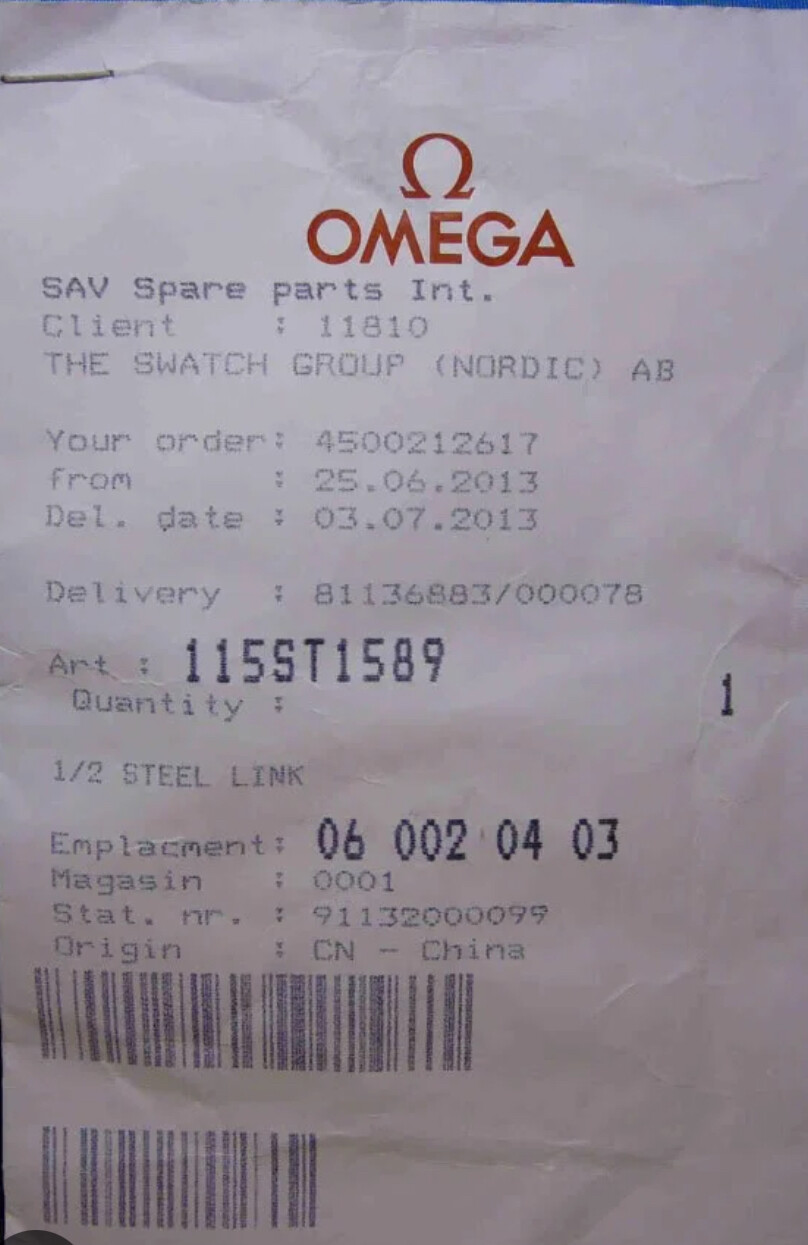 Ω
OMEGA
SAV Spare parts Int.
Client : 11810
THE SWATCH GROUP (NORDIC) AB
Your order: 4500212617
from : 25.06.2013
Del. date : 03.07.2013
Delivery : 81136883/000078
Art : 115ST1589
Quantity : 1
1/2 STEEL LINK
Emplacment: 06 002 04 03
Magasin : 0001
Stat. nr. : 91132000099
Origin : CN - China